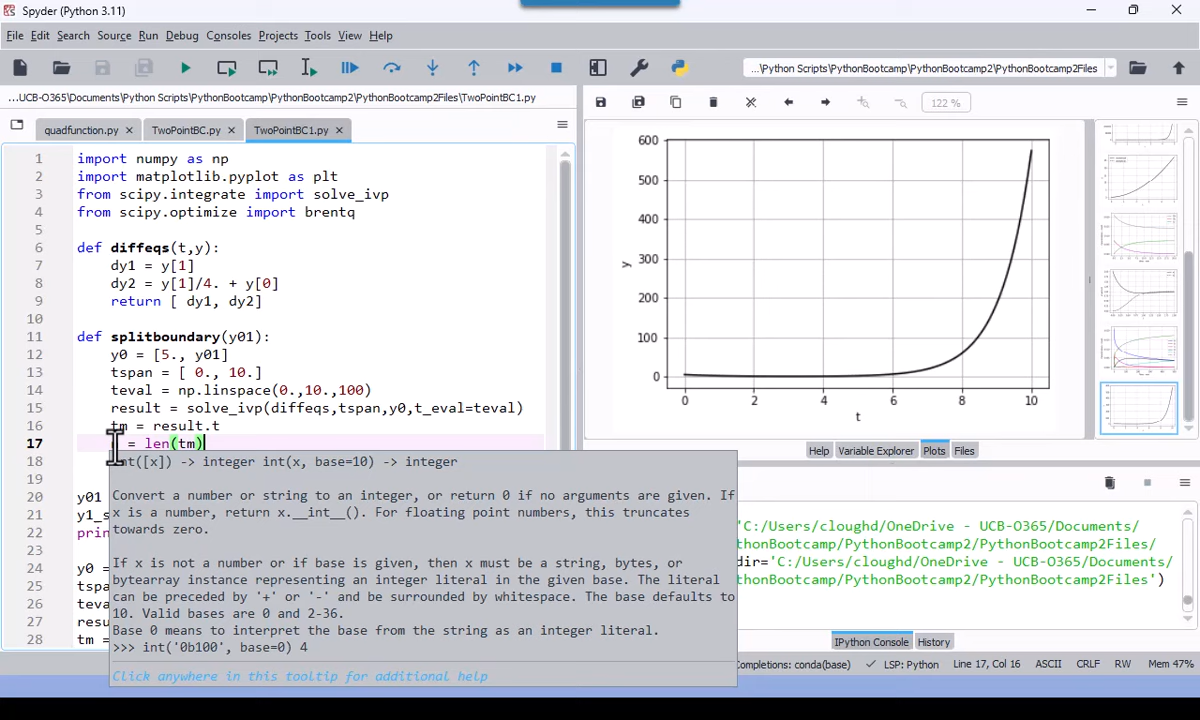 Spyder (Python 3.11)
File Edit Search Source Run Debug Consoles Projects Tools View Help
...\Python Scripts\PythonBootcamp\PythonBootcamp2\PythonBootcamp2Files
...UCB-O365\Documents\Python Scripts\PythonBootcamp\PythonBootcamp2\PythonBootcamp2Files\TwoPointBC1.py
122 %
quadfunction.py TwoPointBC.py TwoPointBC1.py
1 import numpy as np
2 import matplotlib.pyplot as plt
3 from scipy.integrate import solve_ivp
4 from scipy.optimize import brentq
5
6 def diffeqs(t,y):
7 dy1 = y[1]
8 dy2 = y[1]/4. + y[0]
9 return [ dy1, dy2]
10
11 def splitboundary(y01):
12 y0 = [5., y01]
13 tspan = [ 0., 10.]
14 teval = np.linspace(0.,10.,100)
15 result = solve_ivp(diffeqs,tspan,y0,t_eval=teval)
16 tm = result.t
17 = len(tm)
18
19
20 y01
21 y1_s
22 prin
23
24 y0 =
25 tspa
26 teva
27 resu
28 tm =
int([x]) -> integer int(x, base=10) -> integer
Convert a number or string to an integer, or return 0 if no arguments are given. If
x is a number, return x.__int__(). For floating point numbers, this truncates
towards zero.
If x is not a number or if base is given, then x must be a string, bytes, or
bytearray instance representing an integer literal in the given base. The literal
can be preceded by '+' or '-' and be surrounded by whitespace. The base defaults to
10. Valid bases are 0 and 2-36.
Base 0 means to interpret the base from the string as an integer literal.
>>> int('0b100', base=0) 4
Click anywhere in this tooltip for additional help
600
500
400
300
200
100
0
y
0 2 4 6 8 10
t
Help Variable Explorer Plots Files
'C:/Users/cloughd/OneDrive - UCB-O365/Documents/
thonBootcamp/PythonBootcamp2/PythonBootcamp2Files/
dir='C:/Users/cloughd/OneDrive - UCB-O365/Documents/
thonBootcamp/PythonBootcamp2/PythonBootcamp2Files')
IPython Console History
Completions: conda(base) LSP: Python Line 17, Col 16 ASCII CRLF RW Mem 47%